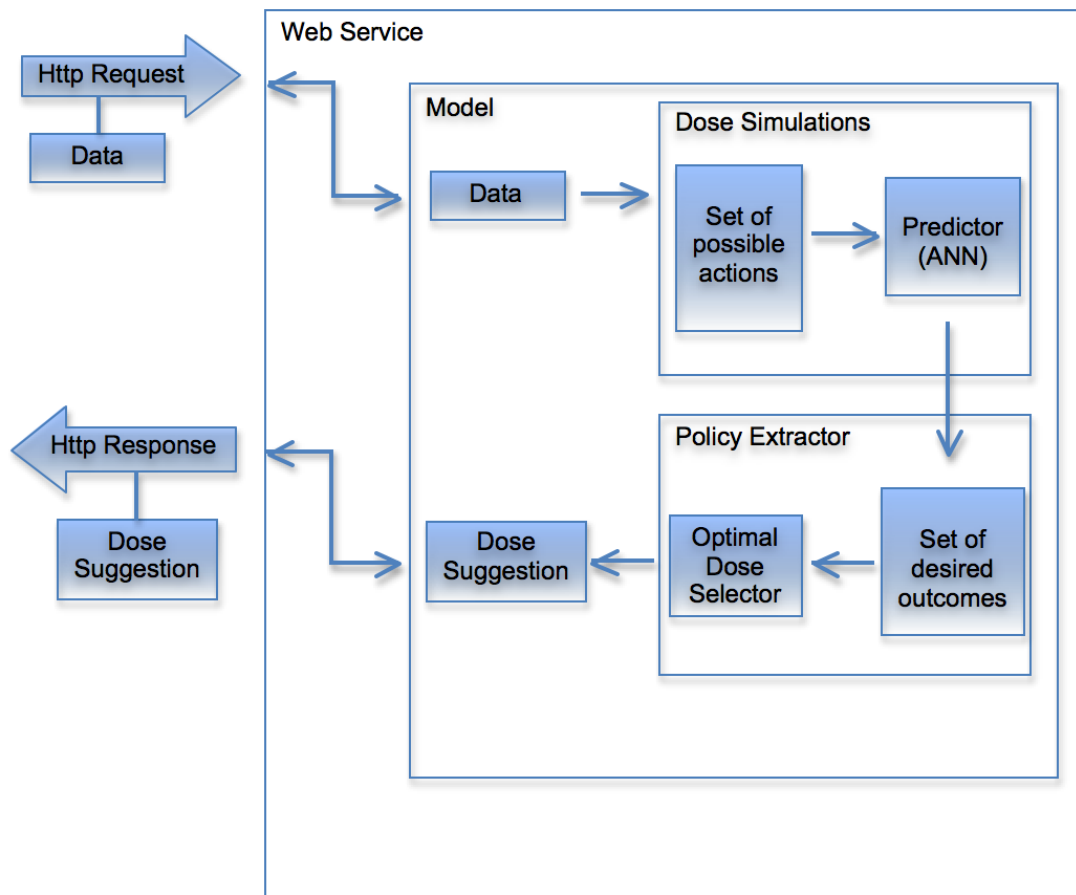 Web Service
Http Request
Data
Model
Data
Dose Simulations
Set of
possible
actions
Predictor
(ANN)
Http Response
Dose
Suggestion
Dose
Suggestion
Policy Extractor
Optimal
Dose
Selector
Set of
desired
outcomes